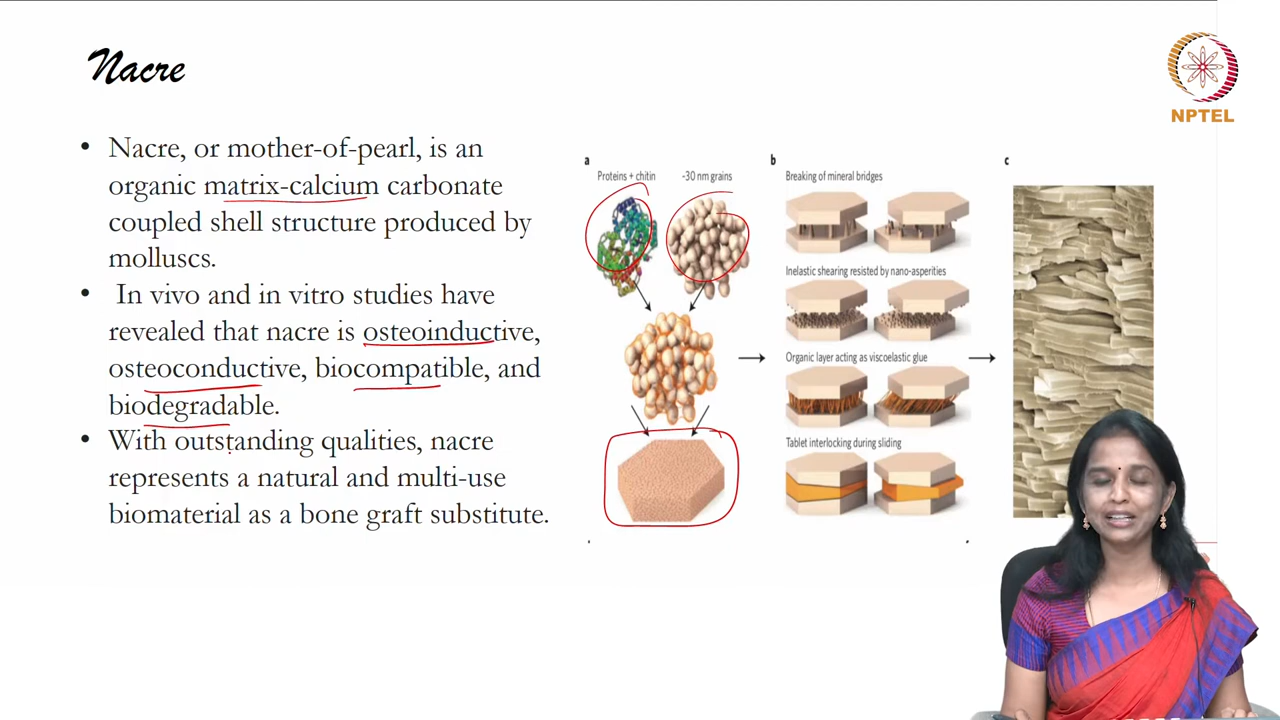 Nacre
NPTEL
• Nacre, or mother-of-pearl, is an
organic matrix-calcium carbonate
coupled shell structure produced by
molluscs.
• In vivo and in vitro studies have
revealed that nacre is osteoinductive,
osteoconductive, biocompatible, and
biodegradable.
• With outstanding qualities, nacre
represents a natural and multi-use
biomaterial as a bone graft substitute.
a
Proteins + chitin
~30 nm grains
b
Breaking of mineral bridges
Inelastic shearing resisted by nano-asperities
Organic layer acting as viscoelastic glue
Tablet interlocking during sliding
c